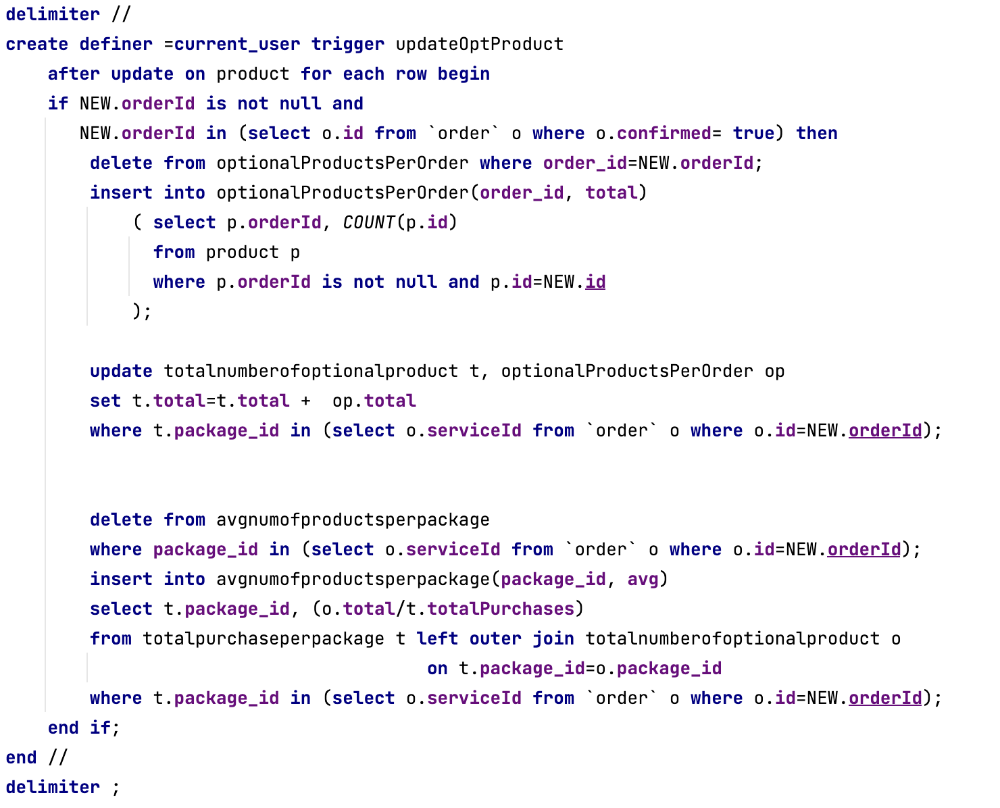 delimiter //
create definer =current_user trigger updateOptProduct
    after update on product for each row begin
    if NEW.orderId is not null and
       NEW.orderId in (select o.id from `order` o where o.confirmed= true) then
        delete from optionalProductsPerOrder where order_id=NEW.orderId;
        insert into optionalProductsPerOrder(order_id, total)
            ( select p.orderId, COUNT(p.id)
              from product p
              where p.orderId is not null and p.id=NEW.id
            );
        update totalnumberofoptionalproduct t, optionalProductsPerOrder op
        set t.total=t.total +  op.total
        where t.package_id in (select o.serviceId from `order` o where o.id=NEW.orderId);
        delete from avgnumofproductsperpackage
        where package_id in (select o.serviceId from `order` o where o.id=NEW.orderId);
        insert into avgnumofproductsperpackage(package_id, avg)
        select t.package_id, (o.total/t.totalPurchases)
        from totalpurchaseperpackage t left outer join totalnumberofoptionalproduct o
                                        on t.package_id=o.package_id
        where t.package_id in (select o.serviceId from `order` o where o.id=NEW.orderId);
    end if;
end //
delimiter ;